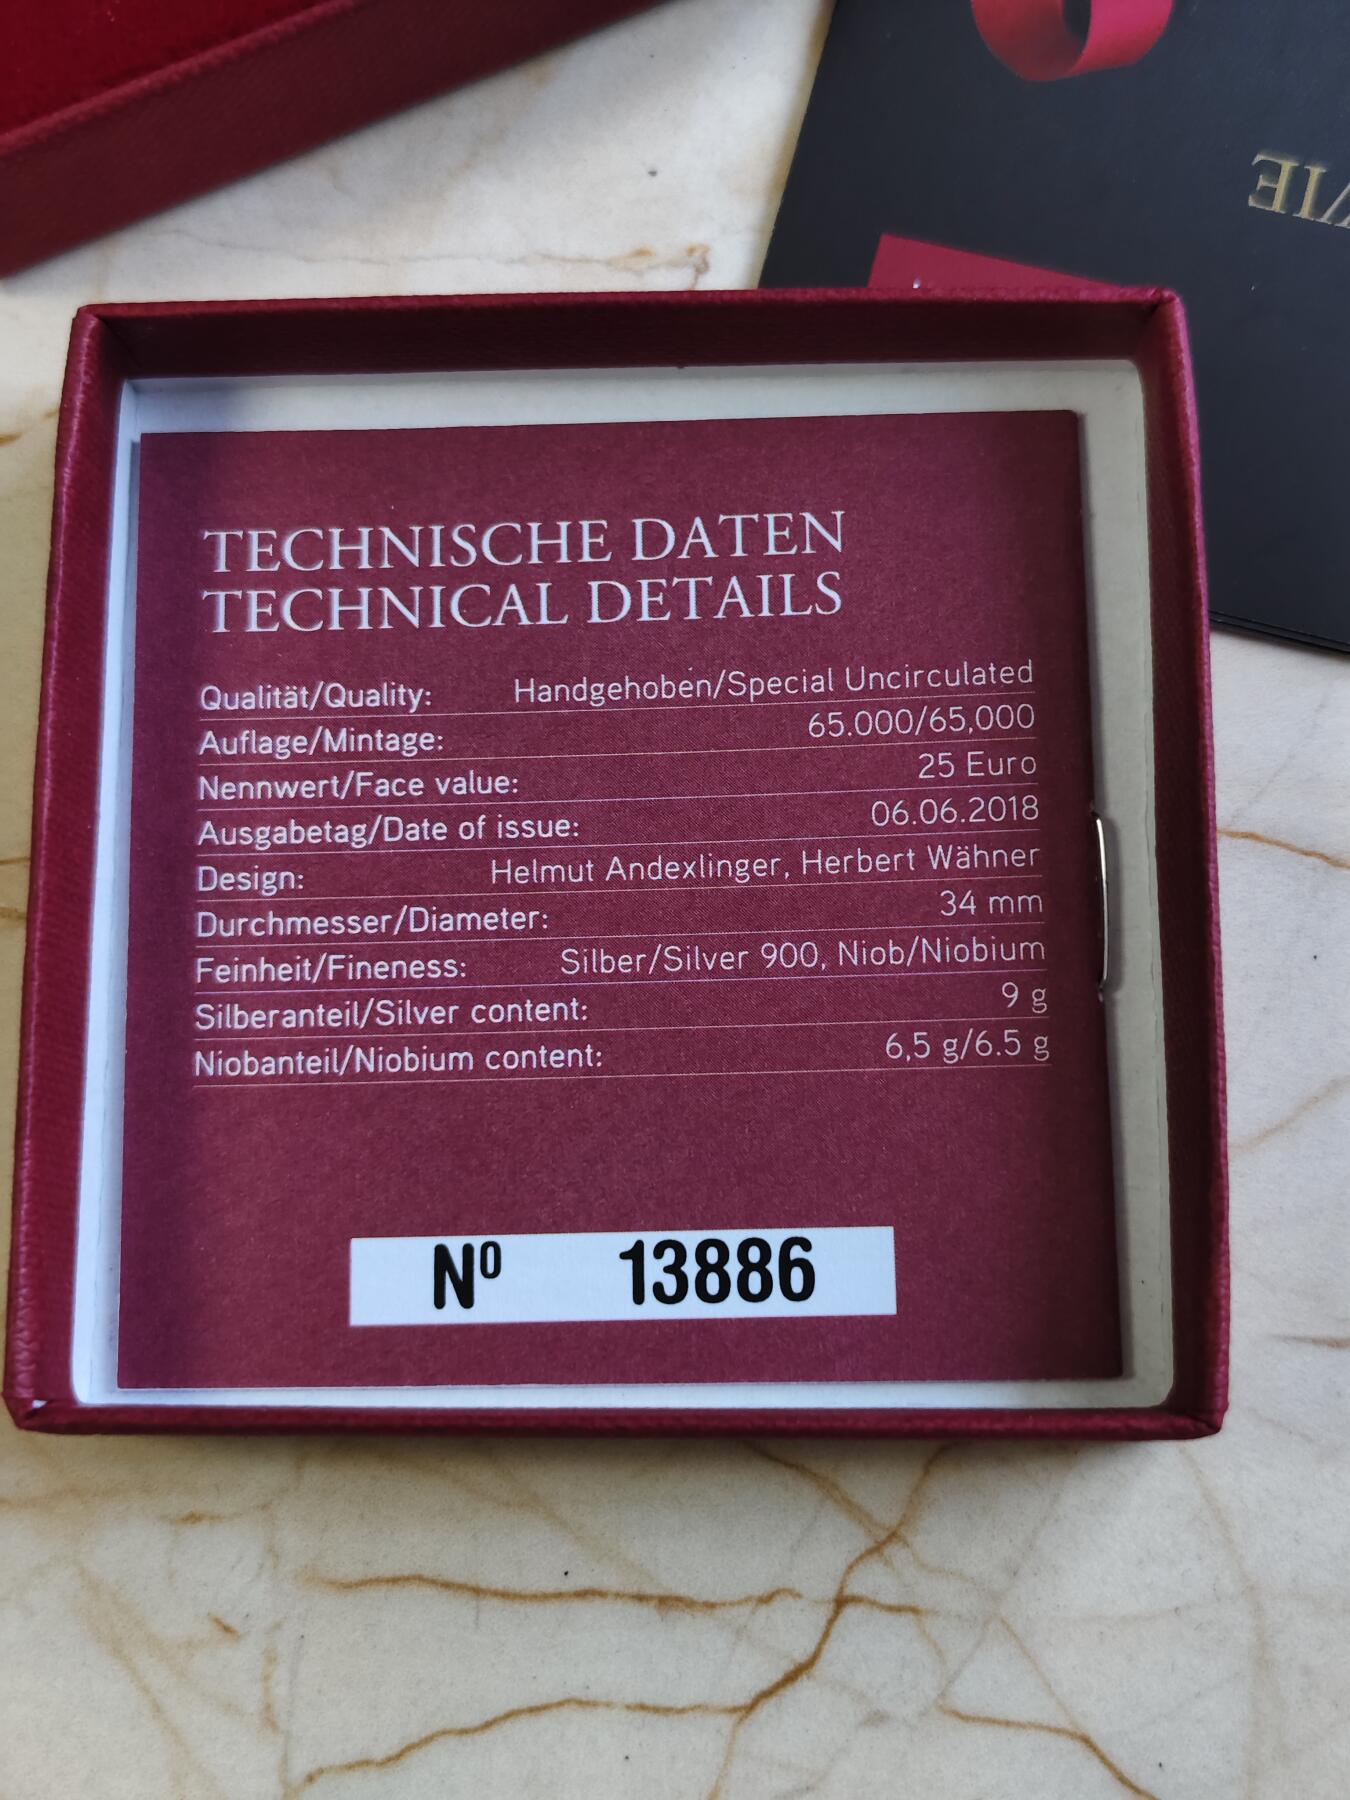 TECHNISCHE DATEN
TECHNICAL DETAILS
Qualität/Quality: Handgehoben/Special Uncirculated
Auflage/Mintage: 65.000/65,000
Nennwert/Face value: 25 Euro
Ausgabetag/Date of issue: 06.06.2018
Design: Helmut Andexlinger, Herbert Wähner
Durchmesser/Diameter: 34 mm
Feinheit/Fineness: Silber/Silver 900, Niob/Niobium
Silberanteil/Silver content: 9 g
Niobanteil/Niobium content: 6,5 g/6.5 g
Nº 13886